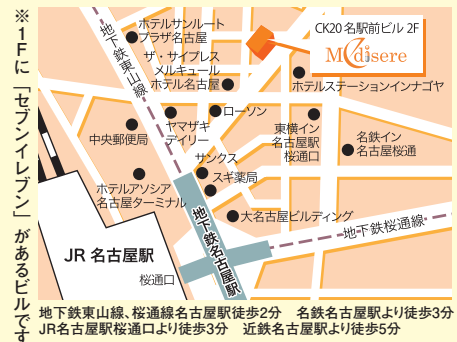 ※1Fに「セブンイレブン」があるビルです
ホテルサンルート
プラザ名古屋
地下鉄東山線
CK20 名駅前ビル 2F
Medisere
ザ・サイプレス
メルキュール
ホテル名古屋
ホテルステーションインナゴヤ
ローソン
ヤマザキ
デイリー
中央郵便局
東横イン
名古屋駅
桜通口
名鉄イン
名古屋桜通
サンクス
スギ薬局
ホテルアソシア
名古屋ターミナル
大名古屋ビルディング
地下鉄名古屋駅
地下鉄桜通線
JR 名古屋駅
桜通口
地下鉄東山線、桜通線名古屋駅徒歩2分　名鉄名古屋駅より徒歩3分
JR名古屋駅桜通口より徒歩3分　近鉄名古屋駅より徒歩5分